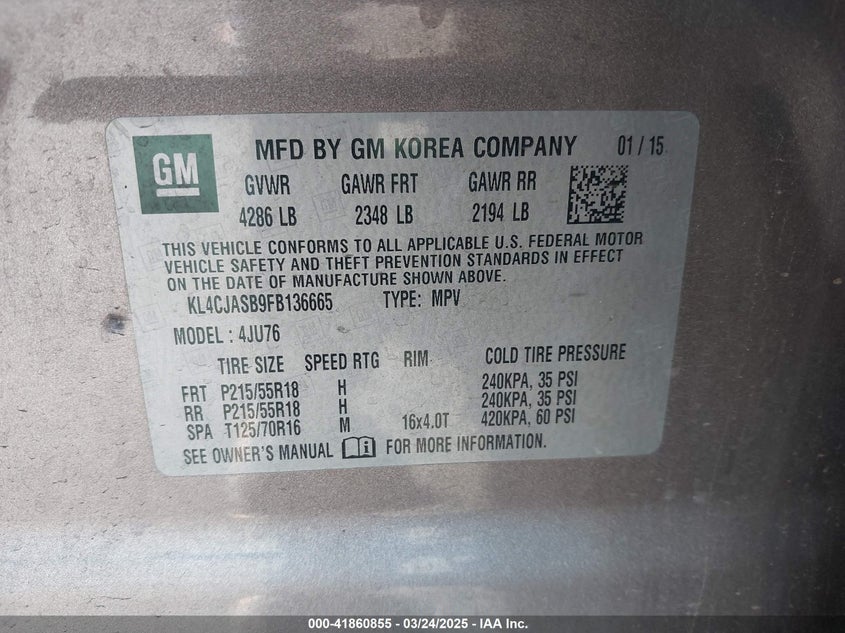 GM
MFD BY GM KOREA COMPANY 01 / 15
GVWR GAWR FRT GAWR RR
4286 LB 2348 LB 2194 LB
THIS VEHICLE CONFORMS TO ALL APPLICABLE U.S. FEDERAL MOTOR
VEHICLE SAFETY AND THEFT PREVENTION STANDARDS IN EFFECT
ON THE DATE OF MANUFACTURE SHOWN ABOVE.
KL4CJASB9FB136665 TYPE: MPV
MODEL : 4JU76
TIRE SIZE SPEED RTG RIM COLD TIRE PRESSURE
FRT P215/55R18 H 240KPA, 35 PSI
RR P215/55R18 H 240KPA, 35 PSI
SPA T125/70R16 M 16x4.0T 420KPA, 60 PSI
SEE OWNER'S MANUAL FOR MORE INFORMATION.
000-41860855 - 03/24/2025 - IAA Inc.